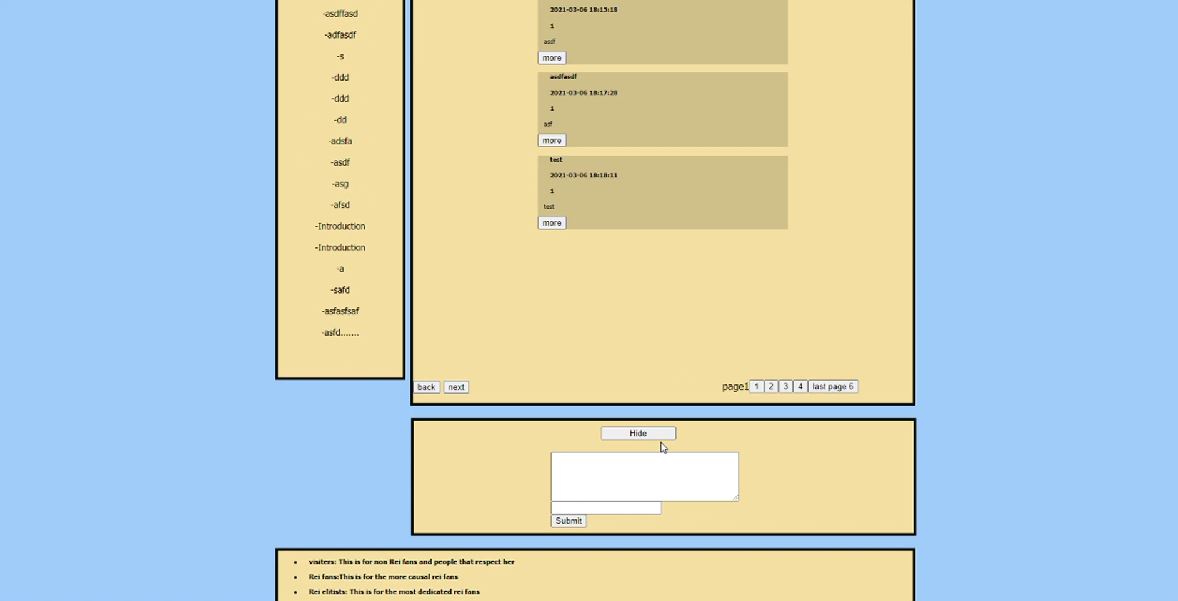 -asdffasd
-adfasdf
-s
-ddd
-ddd
-dd
-adsfa
-asdf
-asg
-afsd
-Introduction
-Introduction
-a
-safd
-asfasfsaf
-asfd.......
2021-03-06 18:15:18
1
asdf
more
asdfasdf
2021-03-06 18:17:28
1
asf
more
test
2021-03-06 18:18:11
1
test
more
back next
page1 1 2 3 4 last page 6
Hide
Submit
• visiters: This is for non Rei fans and people that respect her
• Rei fans:This is for the more causal rei fans
• Rei elitists: This is for the most dedicated rei fans